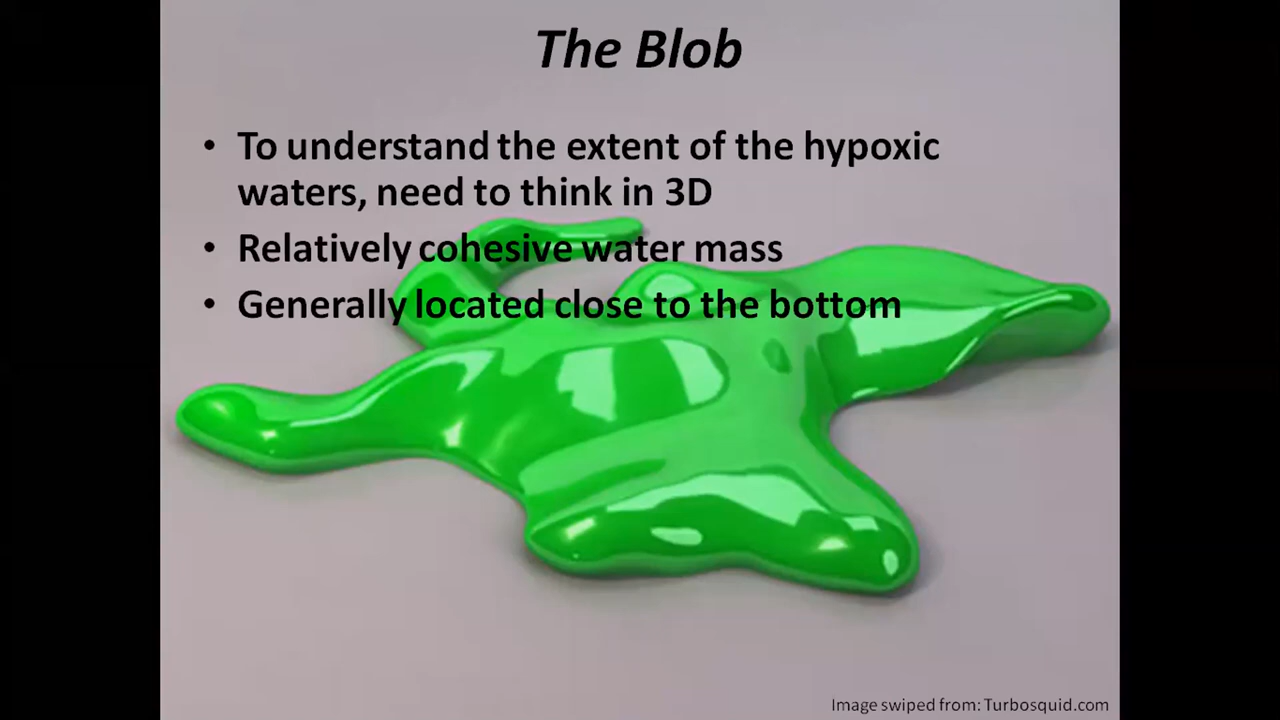 The Blob
• To understand the extent of the hypoxic
waters, need to think in 3D
• Relatively cohesive water mass
• Generally located close to the bottom
Image swiped from: Turbosquid.com